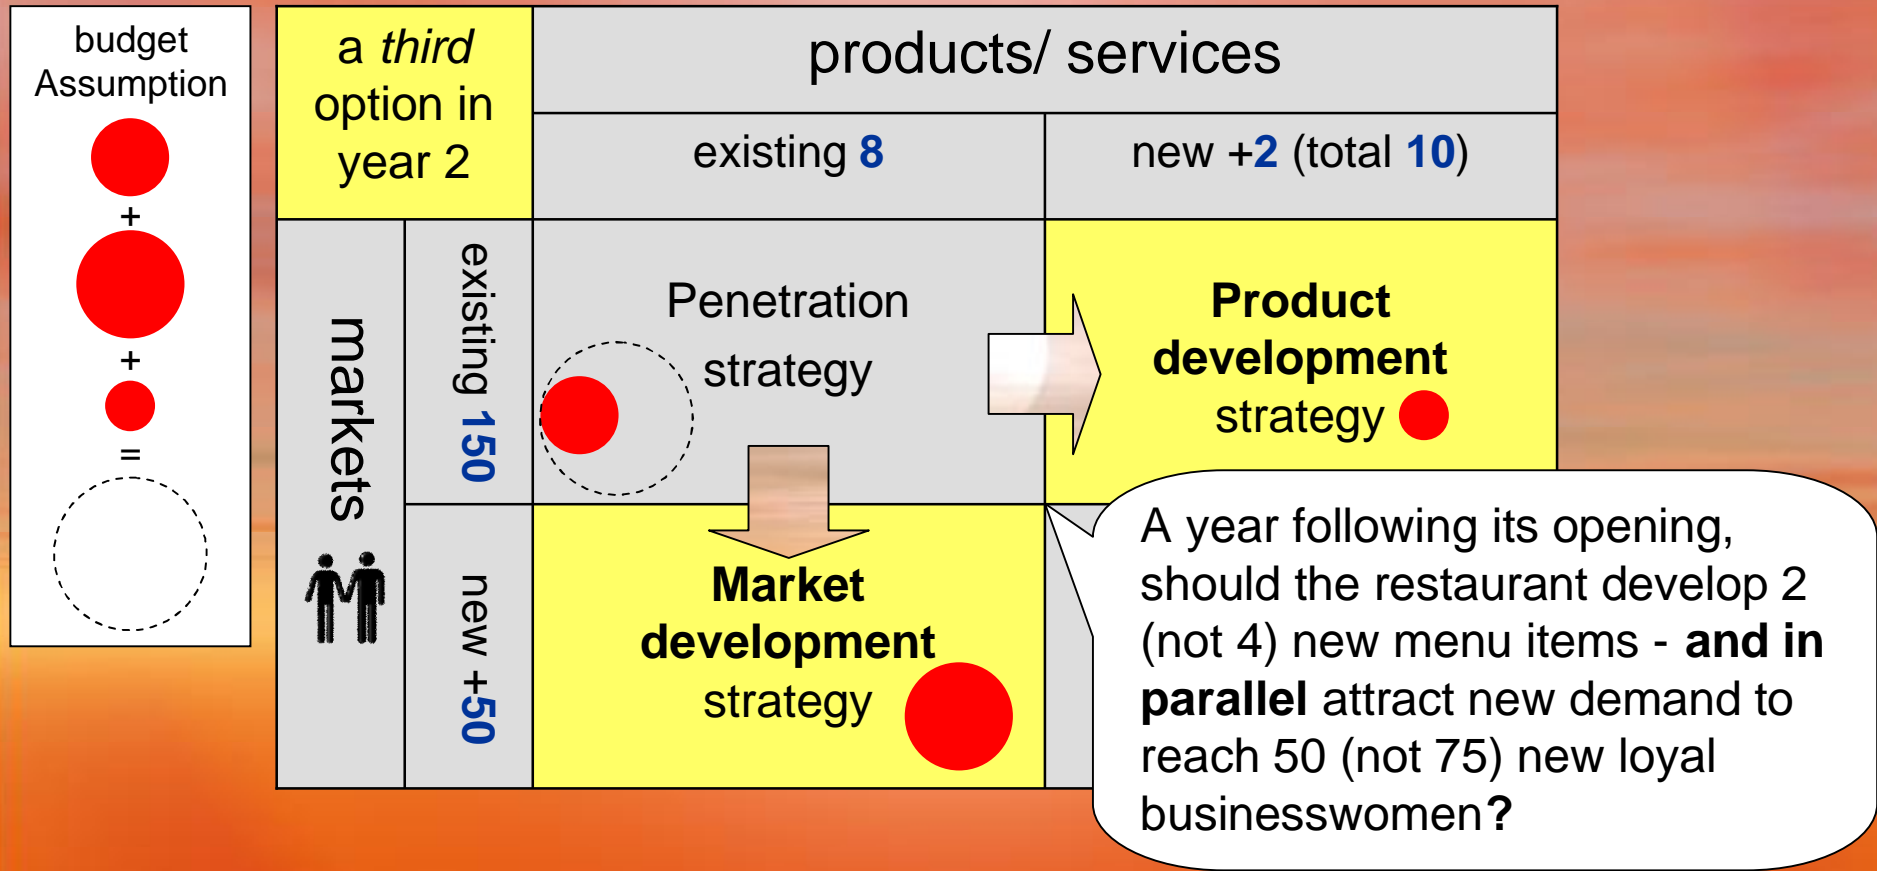 budget
Assumption
+
+
=
a third
option in
year 2
products/ services
existing 8
new +2 (total 10)
markets
existing 150
new +50
Penetration
strategy
Product
development
strategy
Market
development
strategy
A year following its opening,
should the restaurant develop 2
(not 4) new menu items - and in
parallel attract new demand to
reach 50 (not 75) new loyal
businesswomen?